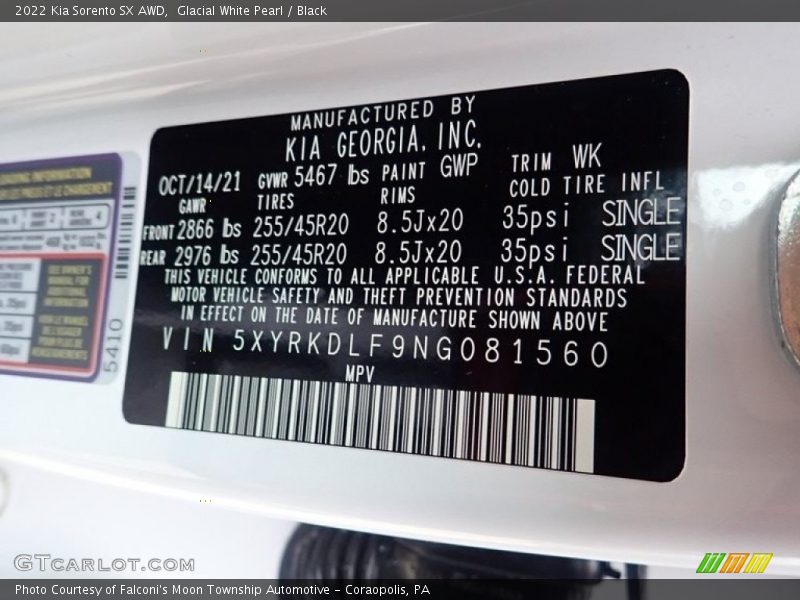 2022 Kia Sorento SX AWD, Glacial White Pearl / Black
MANUFACTURED BY
KIA GEORGIA, INC.
OCT/14/21 GVWR 5467 lbs PAINT GWP TRIM WK
GAWR TIRES RIMS COLD TIRE INFL
FRONT 2866 lbs 255/45R20 8.5Jx20 35psi SINGLE
REAR 2976 lbs 255/45R20 8.5Jx20 35psi SINGLE
THIS VEHICLE CONFORMS TO ALL APPLICABLE U.S.A. FEDERAL
MOTOR VEHICLE SAFETY AND THEFT PREVENTION STANDARDS
IN EFFECT ON THE DATE OF MANUFACTURE SHOWN ABOVE
VIN 5XYRKDLF9NG081560
MPV
5410
GTCARLOT.COM
Photo Courtesy of Falconi's Moon Township Automotive - Coraopolis, PA